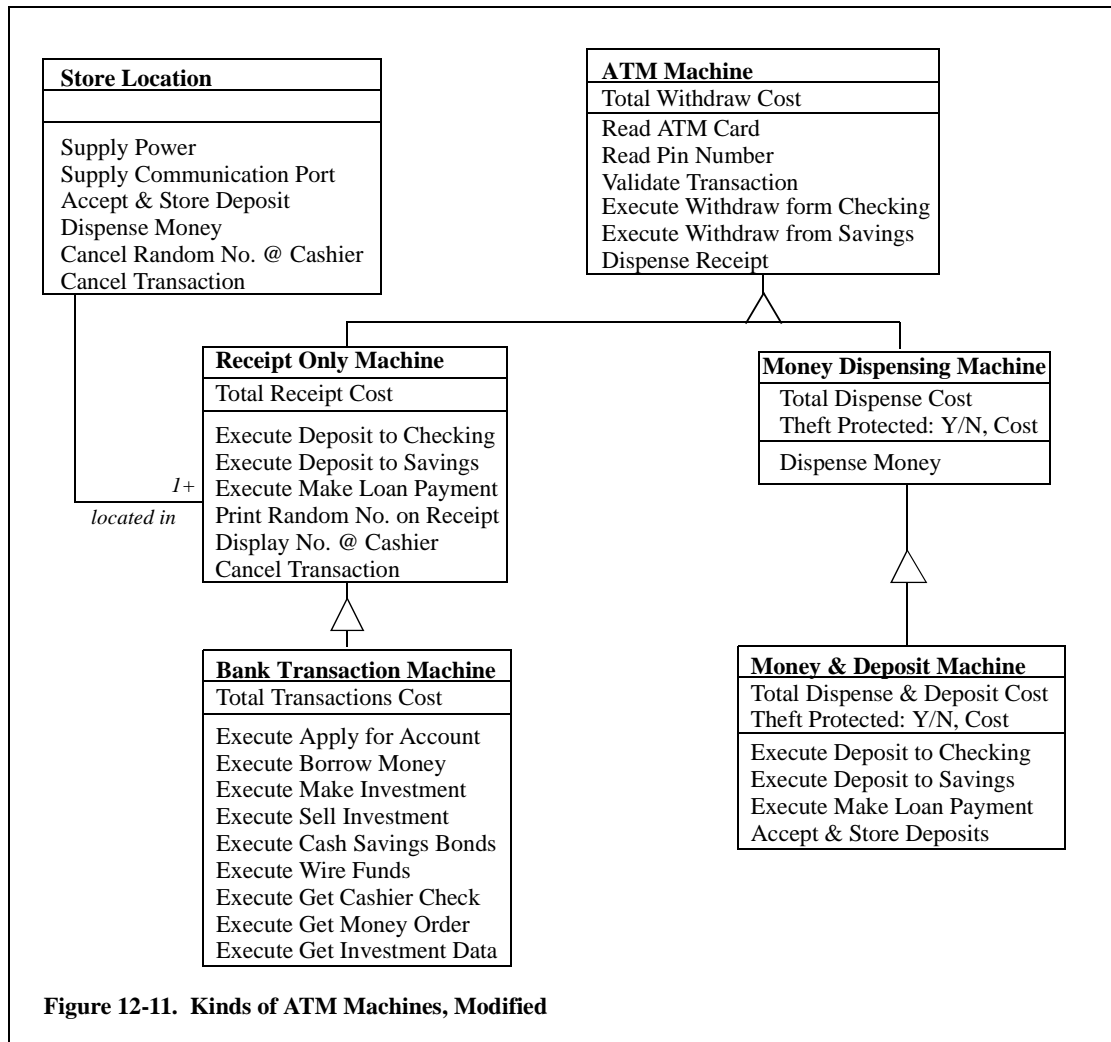 Store Location
Supply Power
Supply Communication Port
Accept & Store Deposit
Dispense Money
Cancel Random No. @ Cashier
Cancel Transaction
ATM Machine
Total Withdraw Cost
Read ATM Card
Read Pin Number
Validate Transaction
Execute Withdraw form Checking
Execute Withdraw from Savings
Dispense Receipt
Receipt Only Machine
Total Receipt Cost
Execute Deposit to Checking
Execute Deposit to Savings
Execute Make Loan Payment
Print Random No. on Receipt
Display No. @ Cashier
Cancel Transaction
1+
located in
Money Dispensing Machine
Total Dispense Cost
Theft Protected: Y/N, Cost
Dispense Money
Bank Transaction Machine
Total Transactions Cost
Execute Apply for Account
Execute Borrow Money
Execute Make Investment
Execute Sell Investment
Execute Cash Savings Bonds
Execute Wire Funds
Execute Get Cashier Check
Execute Get Money Order
Execute Get Investment Data
Money & Deposit Machine
Total Dispense & Deposit Cost
Theft Protected: Y/N, Cost
Execute Deposit to Checking
Execute Deposit to Savings
Execute Make Loan Payment
Accept & Store Deposits
Figure 12-11. Kinds of ATM Machines, Modified